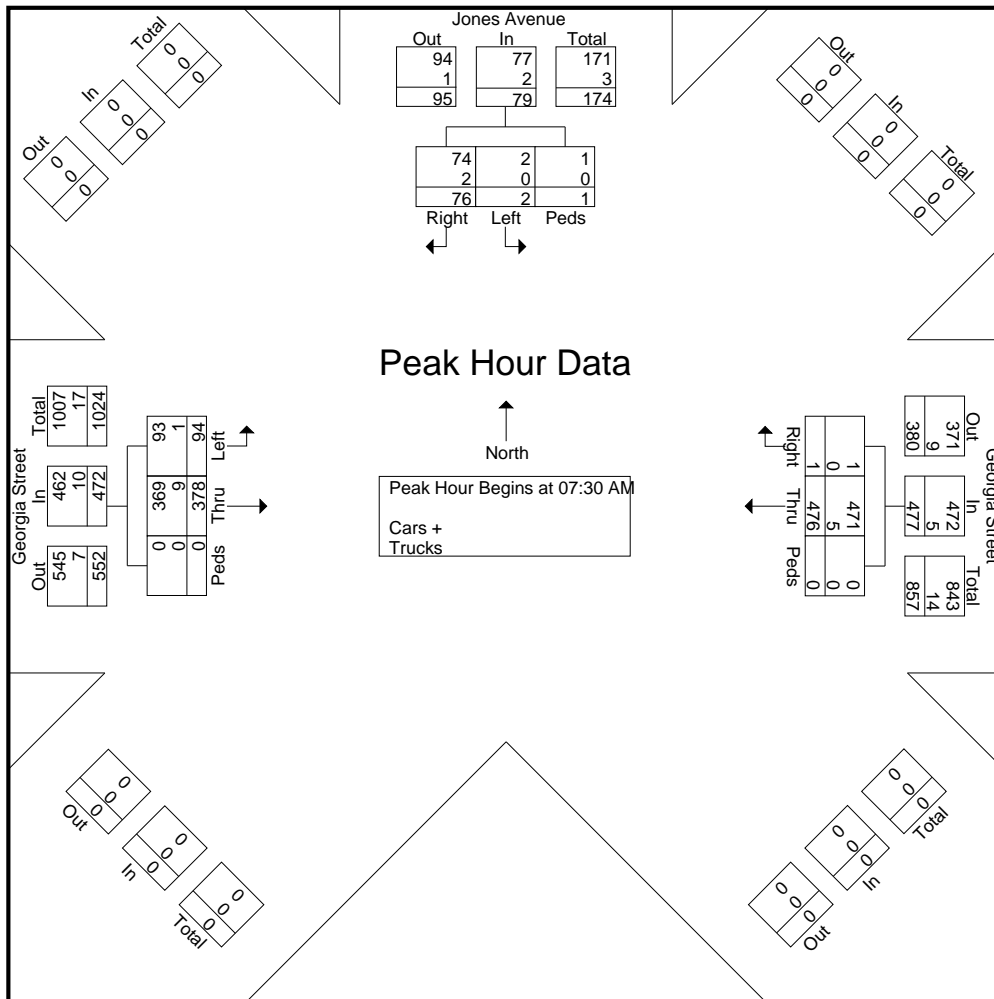 Jones Avenue
Out In Total
94 77 171
1 2 3
95 79 174
74 2 1
2 0 0
76 2 1
Right Left Peds
Total
0
0
0
In
0
0
0
Out
0
0
0
Out
0
0
0
In
0
0
0
Total
0
0
0
Peak Hour Data
North
Peak Hour Begins at 07:30 AM
Cars +
Trucks
Georgia Street
Out In Total
545 462 1007
7 10 17
552 472 1024
93 369 0
1 9 0
94 378 0
Left Thru Peds
Georgia Street
Out In Total
371 472 843
9 5 14
380 477 857
1 471 0
0 5 0
1 476 0
Right Thru Peds
0
0
0
Out
0
0
0
In
0
0
0
Total
0
0
0
Total
0
0
0
In
0
0
0
Out